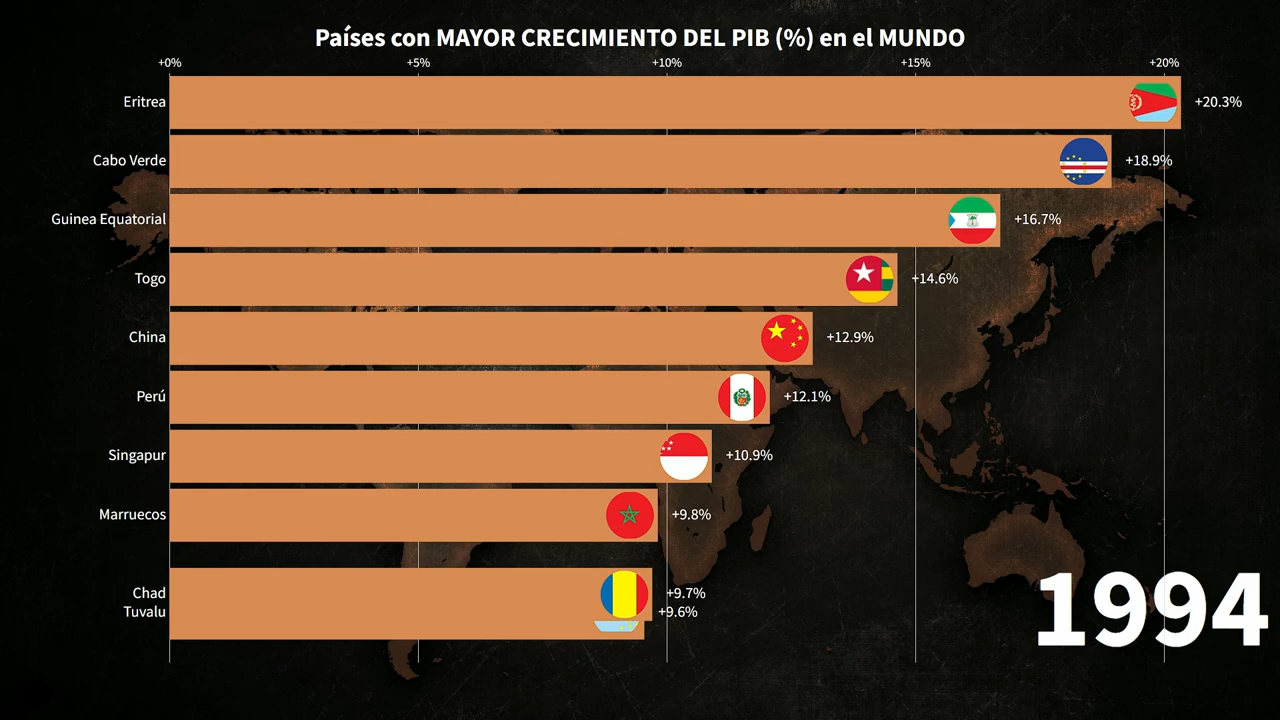 Países con MAYOR CRECIMIENTO DEL PIB (%) en el MUNDO
+0% +5% +10% +15% +20%
Eritrea +20.3%
Cabo Verde +18.9%
Guinea Equatorial +16.7%
Togo +14.6%
China +12.9%
Perú +12.1%
Singapur +10.9%
Marruecos +9.8%
Chad +9.7%
Tuvalu +9.6%
1994